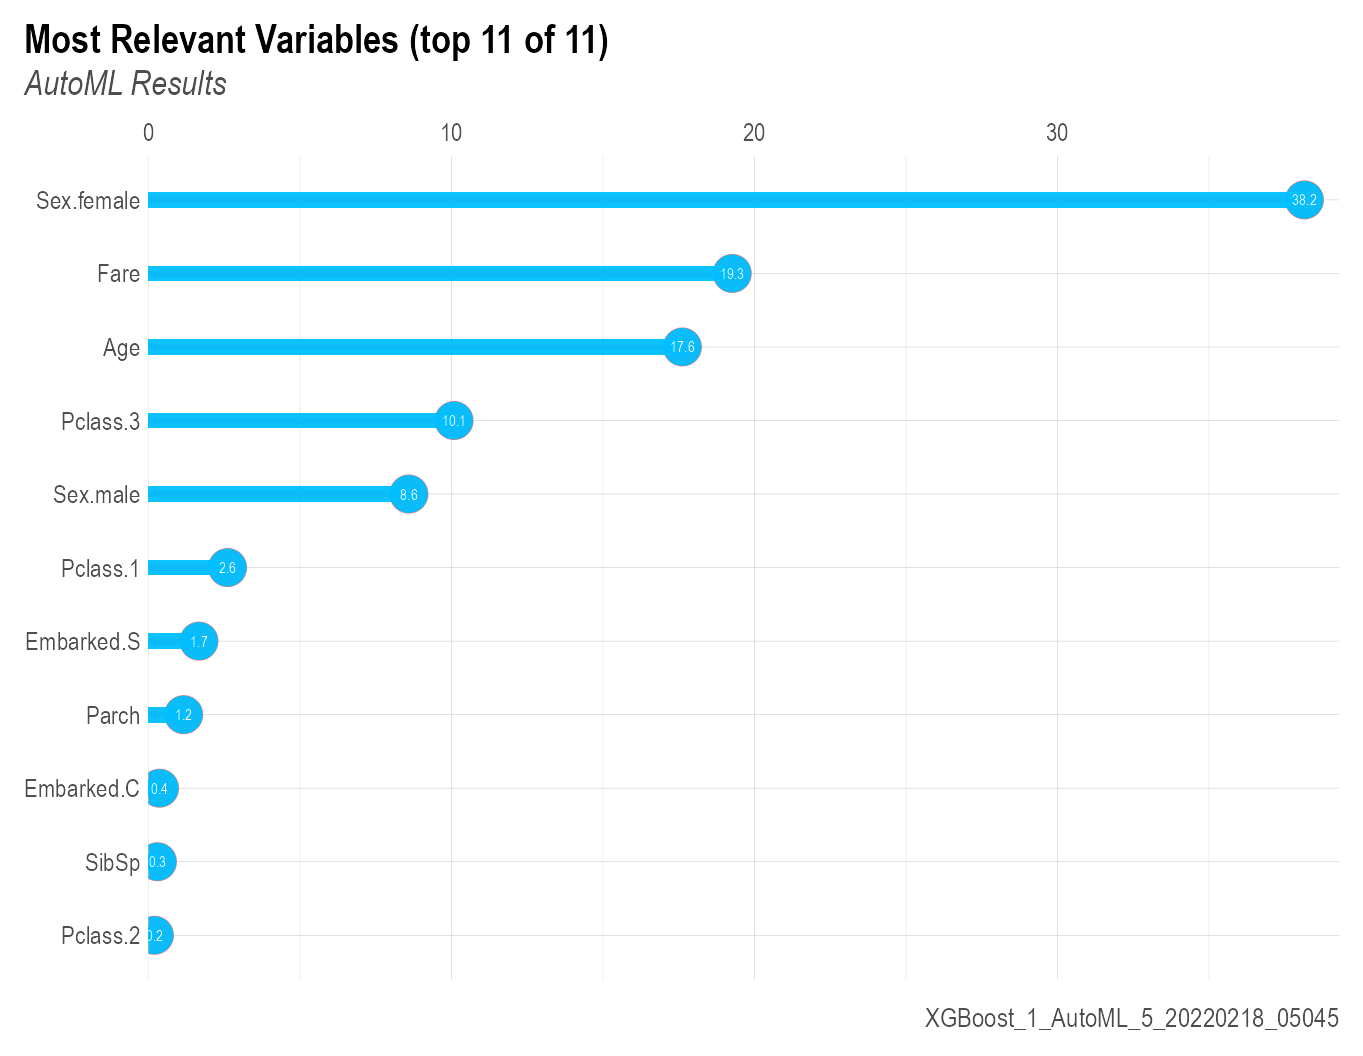 Most Relevant Variables (top 11 of 11)
AutoML Results
0 10 20 30
Sex.female 38.2
Fare 19.3
Age 17.6
Pclass.3 10.1
Sex.male 8.6
Pclass.1 2.6
Embarked.S 1.7
Parch 1.2
Embarked.C 0.4
SibSp 0.3
Pclass.2 0.2
XGBoost_1_AutoML_5_20220218_05045